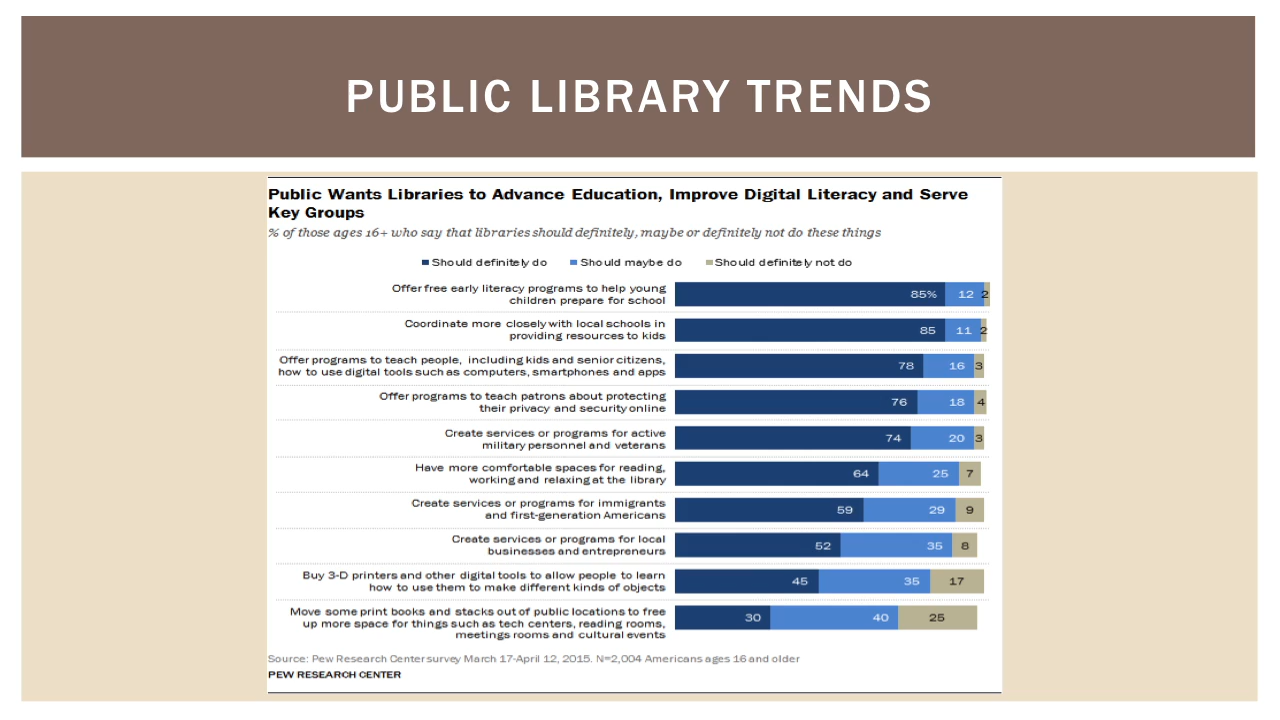 PUBLIC LIBRARY TRENDS
Public Wants Libraries to Advance Education, Improve Digital Literacy and Serve
Key Groups
% of those ages 16+ who say that libraries should definitely, maybe or definitely not do these things
Should definitely do Should maybe do Should definitely not do
Offer free early literacy programs to help young
children prepare for school
85% 12 2
Coordinate more closely with local schools in
providing resources to kids
85 11 2
Offer programs to teach people, including kids and senior citizens,
how to use digital tools such as computers, smartphones and apps
78 16 3
Offer programs to teach patrons about protecting
their privacy and security online
76 18 4
Create services or programs for active
military personnel and veterans
74 20 3
Have more comfortable spaces for reading,
working and relaxing at the library
64 25 7
Create services or programs for immigrants
and first-generation Americans
59 29 9
Create services or programs for local
businesses and entrepreneurs
52 35 8
Buy 3-D printers and other digital tools to allow people to learn
how to use them to make different kinds of objects
45 35 17
Move some print books and stacks out of public locations to free
up more space for things such as tech centers, reading rooms,
meetings rooms and cultural events
30 40 25
Source: Pew Research Center survey March 17-April 12, 2015. N=2,004 Americans ages 16 and older
PEW RESEARCH CENTER